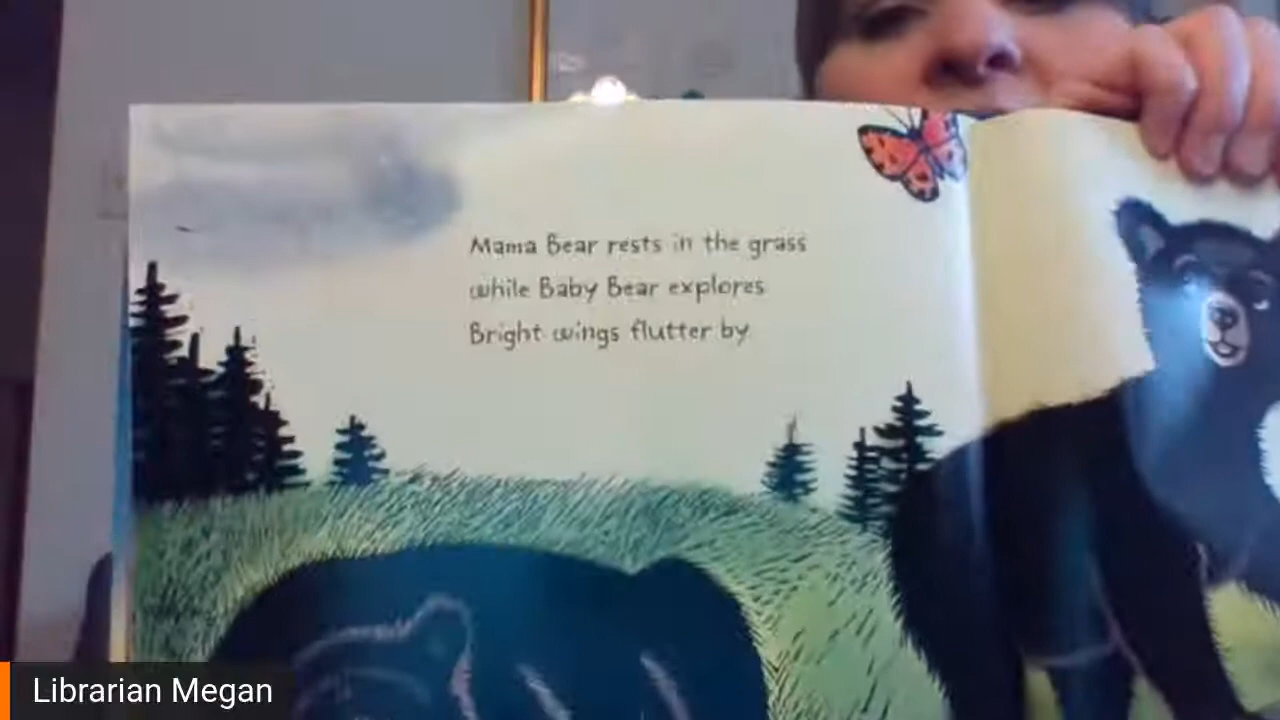 Mama Bear rests in the grass
while Baby Bear explores
Bright wings flutter by
Librarian Megan